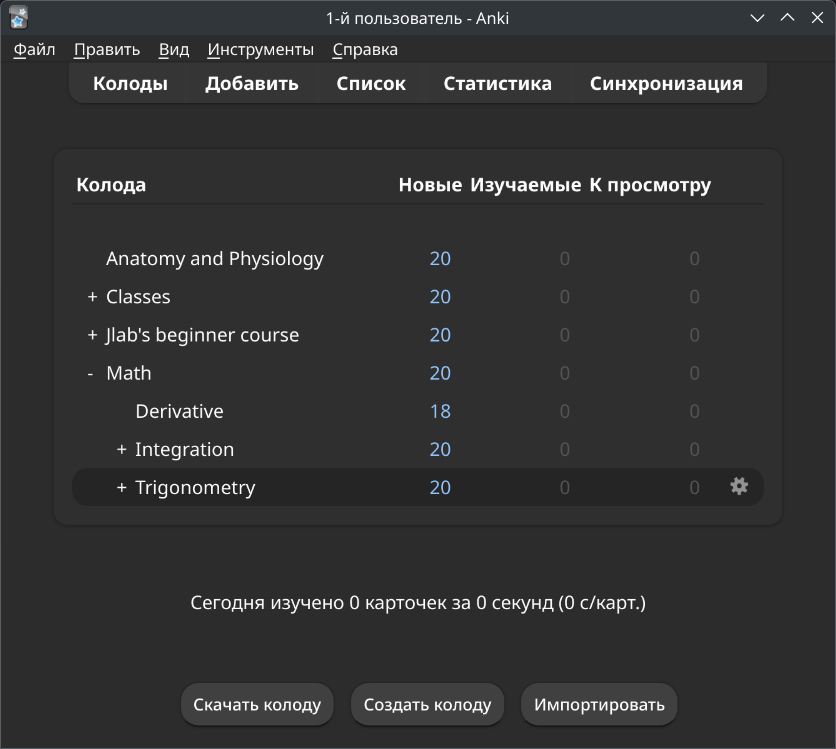 1-й пользователь - Anki
Файл Править Вид Инструменты Справка
Колоды Добавить Список Статистика Синхронизация
Колода Новые Изучаемые К просмотру
Anatomy and Physiology 20 0 0
+ Classes 20 0 0
+ Jlab's beginner course 20 0 0
- Math 20 0 0
Derivative 18 0 0
+ Integration 20 0 0
+ Trigonometry 20 0 0
Сегодня изучено 0 карточек за 0 секунд (0 с/карт.)
Скачать колоду Создать колоду Импортировать